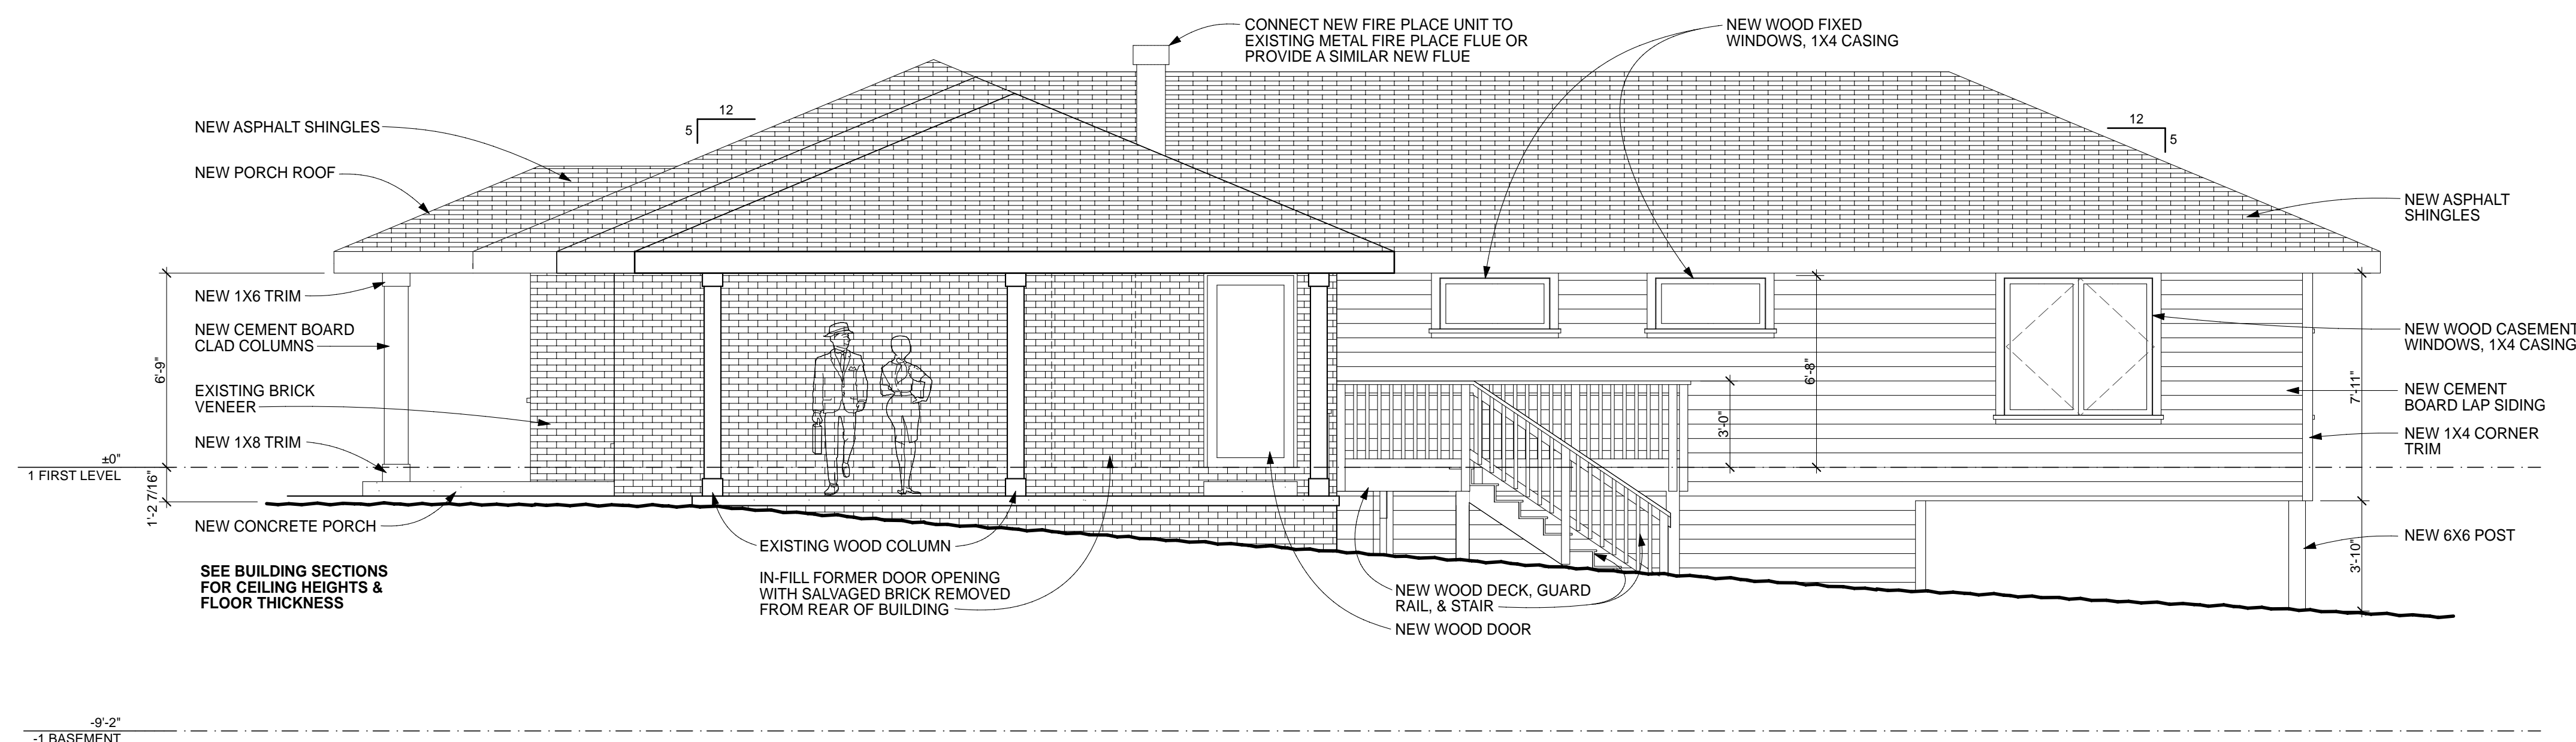 CONNECT NEW FIRE PLACE UNIT TO
EXISTING METAL FIRE PLACE FLUE OR
PROVIDE A SIMILAR NEW FLUE
NEW WOOD FIXED
WINDOWS, 1X4 CASING
12
5
12
5
NEW ASPHALT SHINGLES
NEW PORCH ROOF
NEW ASPHALT
SHINGLES
NEW 1X6 TRIM
NEW CEMENT BOARD
CLAD COLUMNS
6'-9"
EXISTING BRICK
VENEER
NEW 1X8 TRIM
±0"
1 FIRST LEVEL
1'-2 7/16"
NEW CONCRETE PORCH
SEE BUILDING SECTIONS
FOR CEILING HEIGHTS &
FLOOR THICKNESS
EXISTING WOOD COLUMN
IN-FILL FORMER DOOR OPENING
WITH SALVAGED BRICK REMOVED
FROM REAR OF BUILDING
NEW WOOD DECK, GUARD
RAIL, & STAIR
NEW WOOD DOOR
3'-0"
6'-8"
NEW WOOD CASEMENT
WINDOWS, 1X4 CASING
7'-11"
NEW CEMENT
BOARD LAP SIDING
NEW 1X4 CORNER
TRIM
NEW 6X6 POST
3'-10"
-9'-2"
-1 BASEMENT